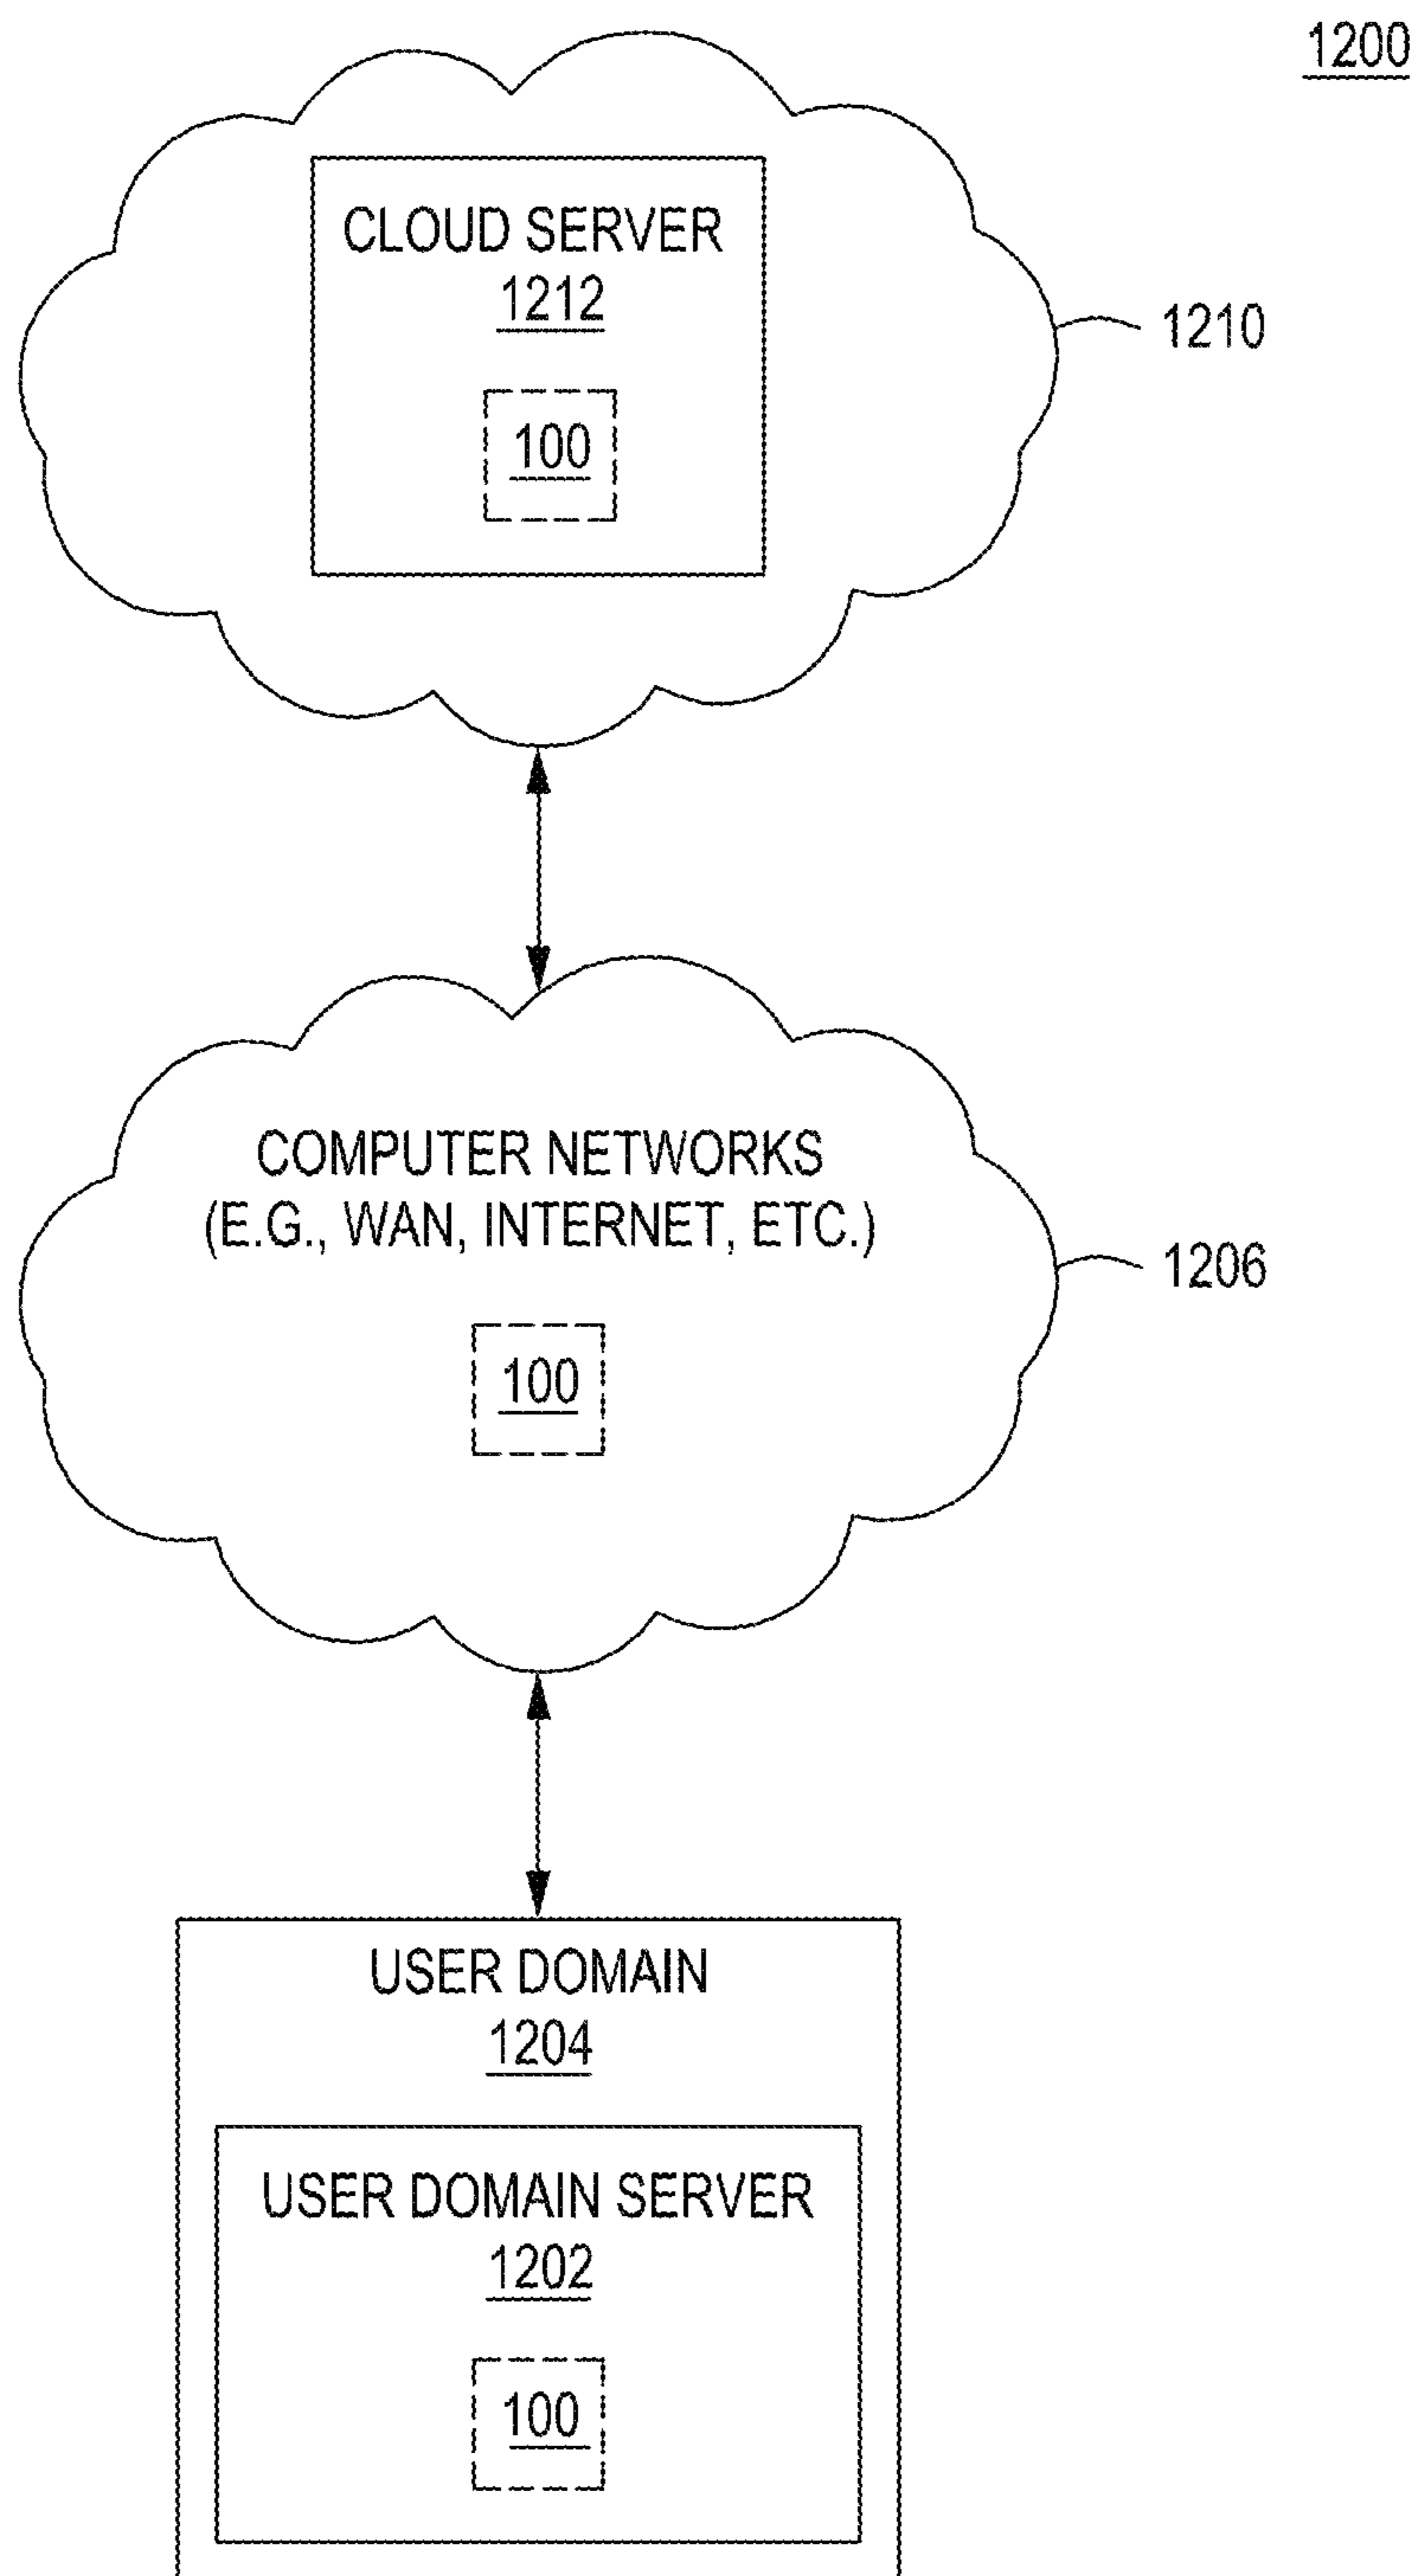 1200
CLOUD SERVER
1212
1210
100
COMPUTER NETWORKS
(E.G., WAN, INTERNET, ETC.)
1206
100
USER DOMAIN
1204
USER DOMAIN SERVER
1202
100